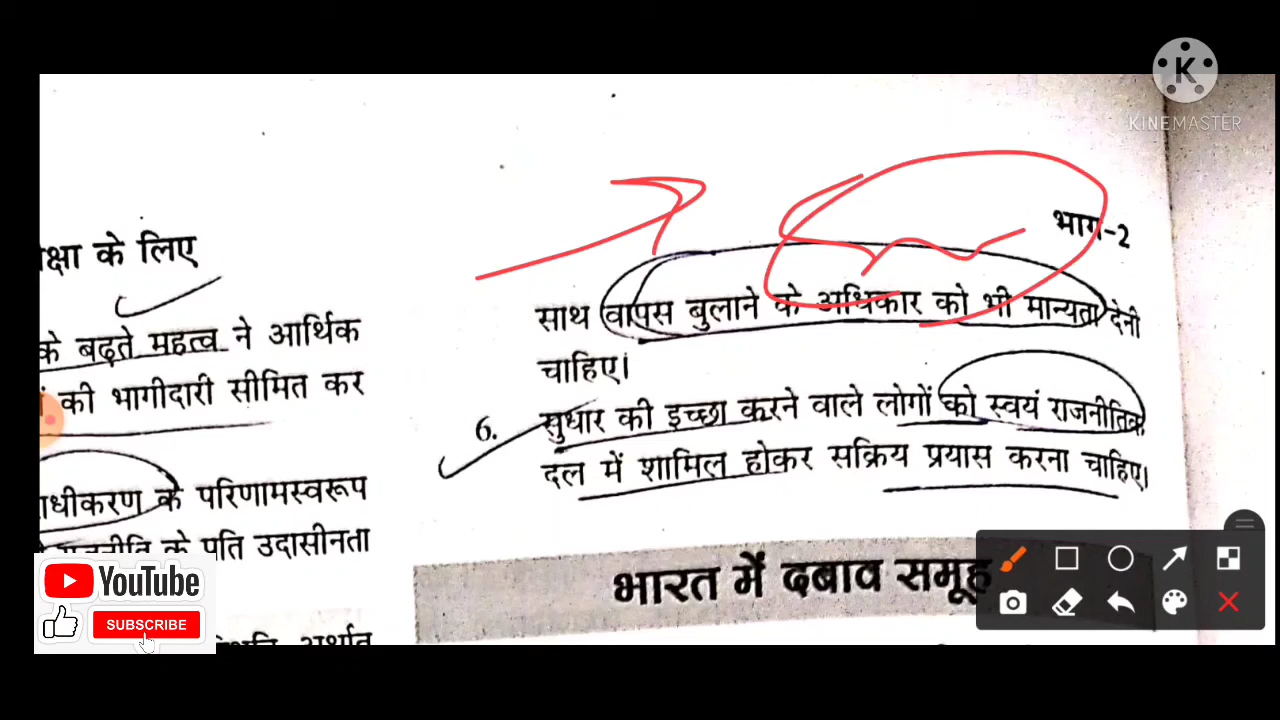 KINEMASTER
भाग-2
क्षा के लिए
के बढ़ते महत्व ने आर्थिक
की भागीदारी सीमित कर
के परिणामस्वरूप
के प्रति उदासीनता
अर्थात
साथ वापस बुलाने के अधिकार को भी मान्यता देनी
चाहिए।
6. सुधार की इच्छा करने वाले लोगों को स्वयं राजनीतिक
दल में शामिल होकर सक्रिय प्रयास करना चाहिए।
भारत में दबाव समूह
YouTube
SUBSCRIBE